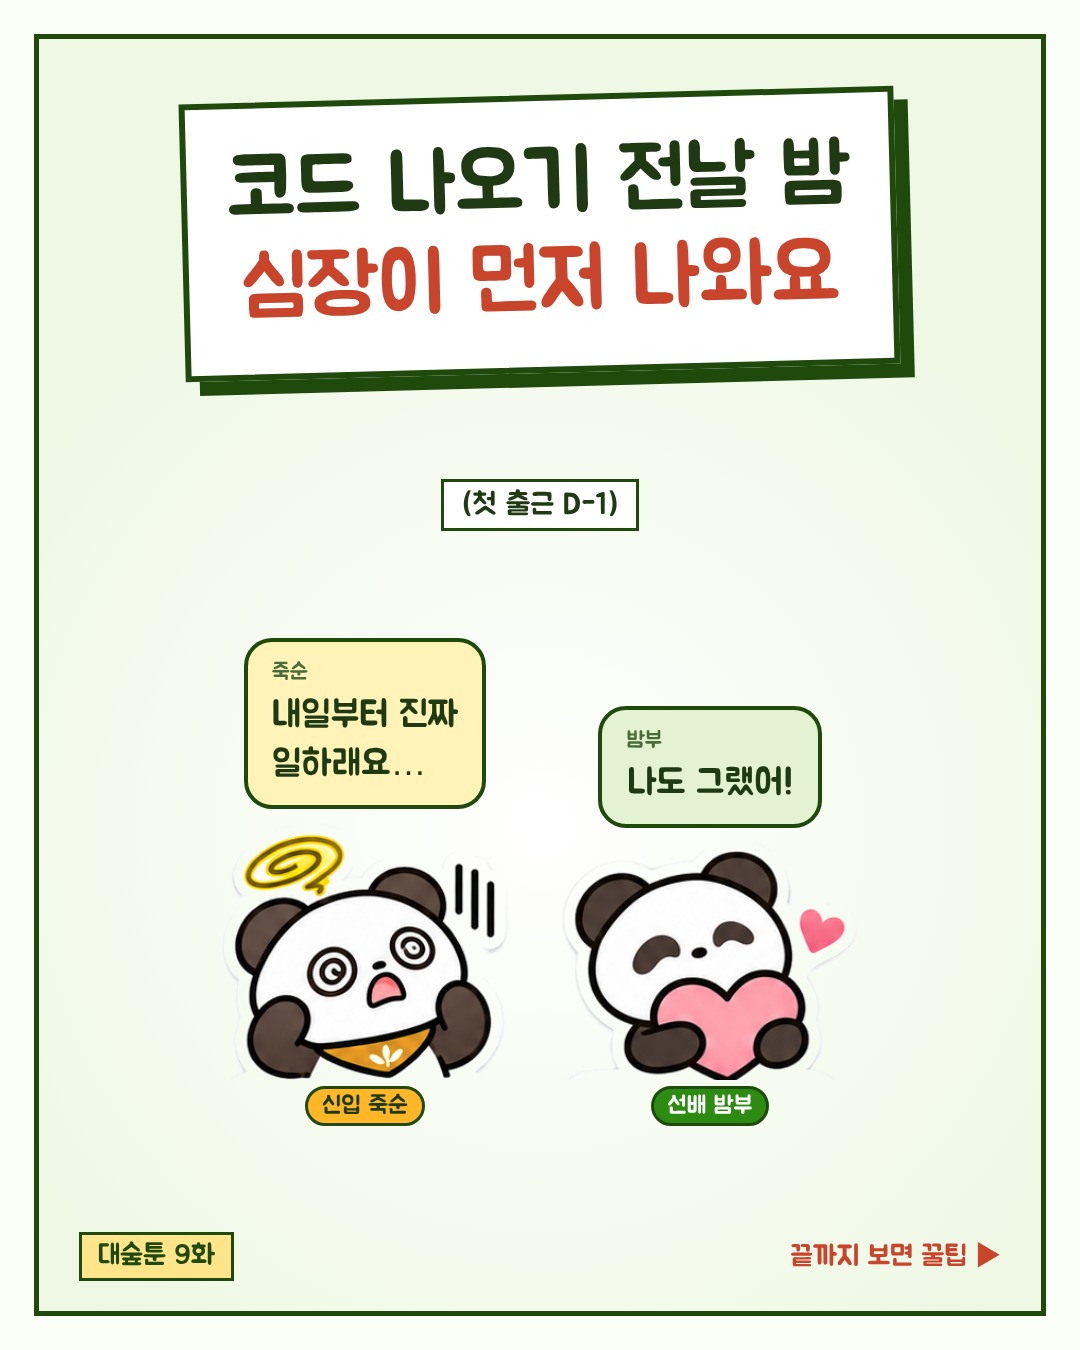 코드 나오기 전날 밤
심장이 먼저 나와요
(첫 출근 D-1)
죽순
내일부터 진짜
일하래요...
밤부
나도 그랬어!
신입 죽순
선배 밤부
대숲툰 9화
끝까지 보면 꿀팁 ▶